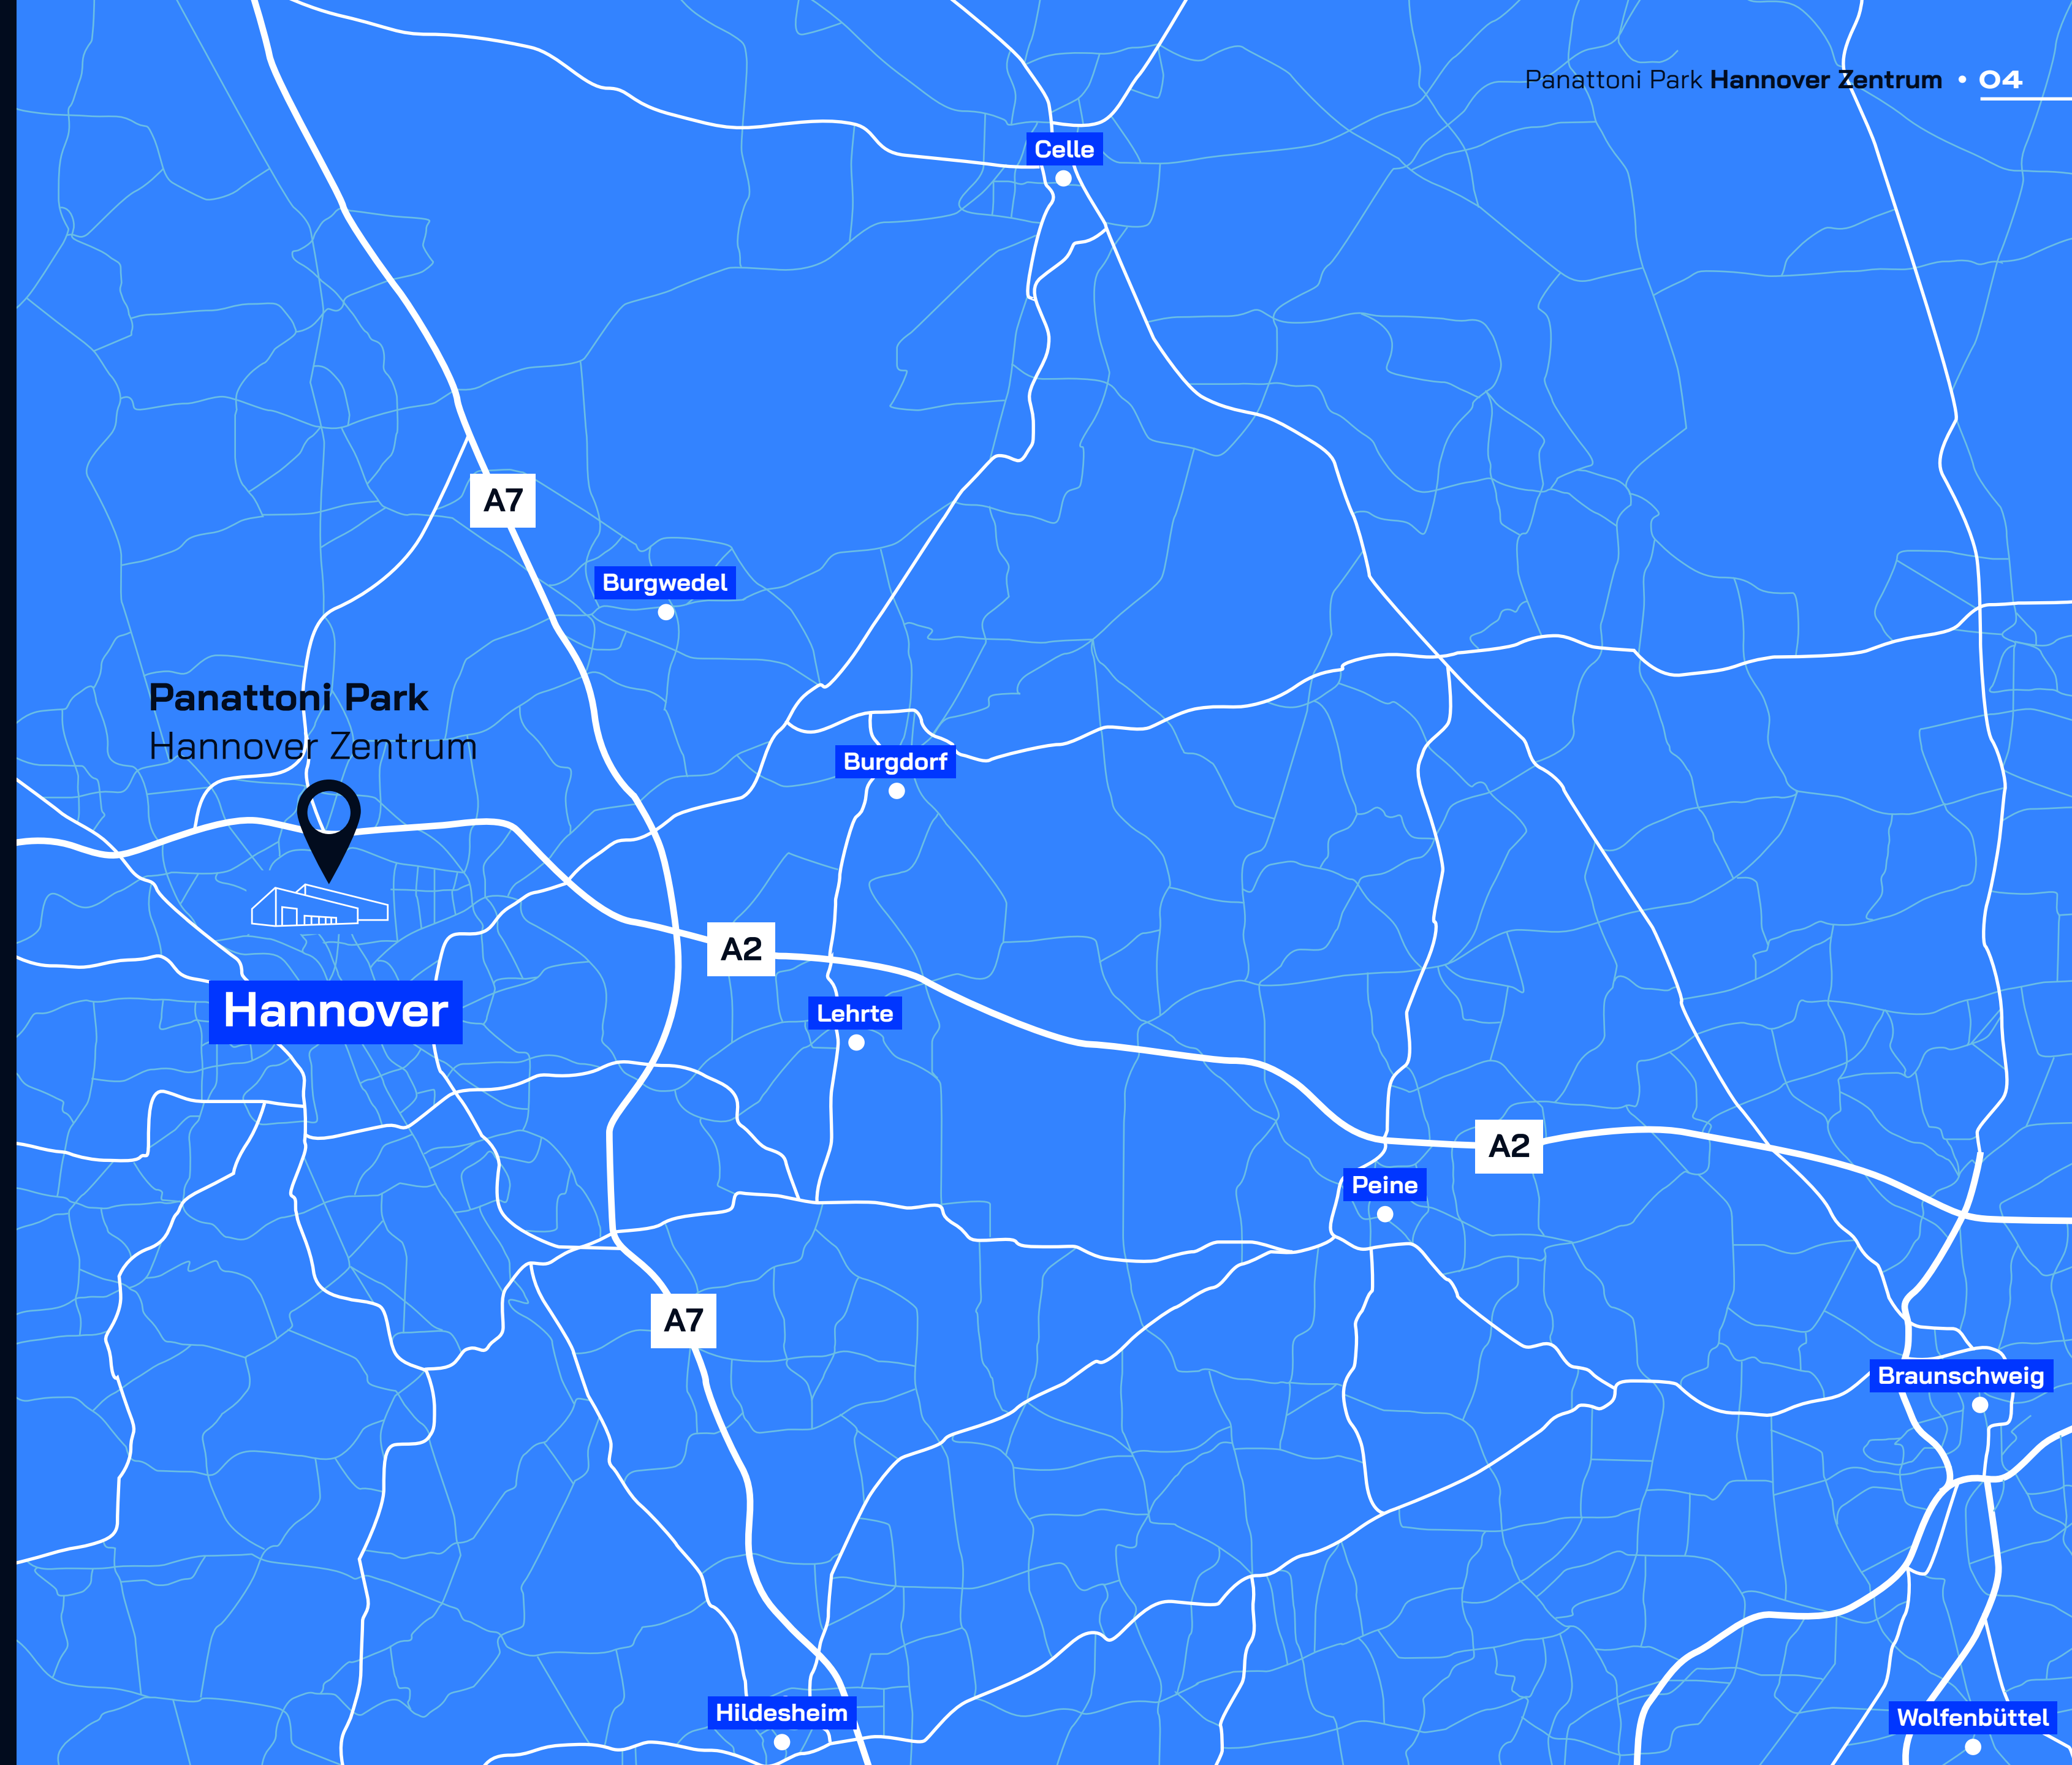 Panattoni Park Hannover Zentrum • 04
Celle
A7
Burgwedel
Panattoni Park
Hannover Zentrum
Burgdorf
A2
Hannover
Lehrte
A2
Peine
A7
Braunschweig
Hildesheim
Wolfenbüttel